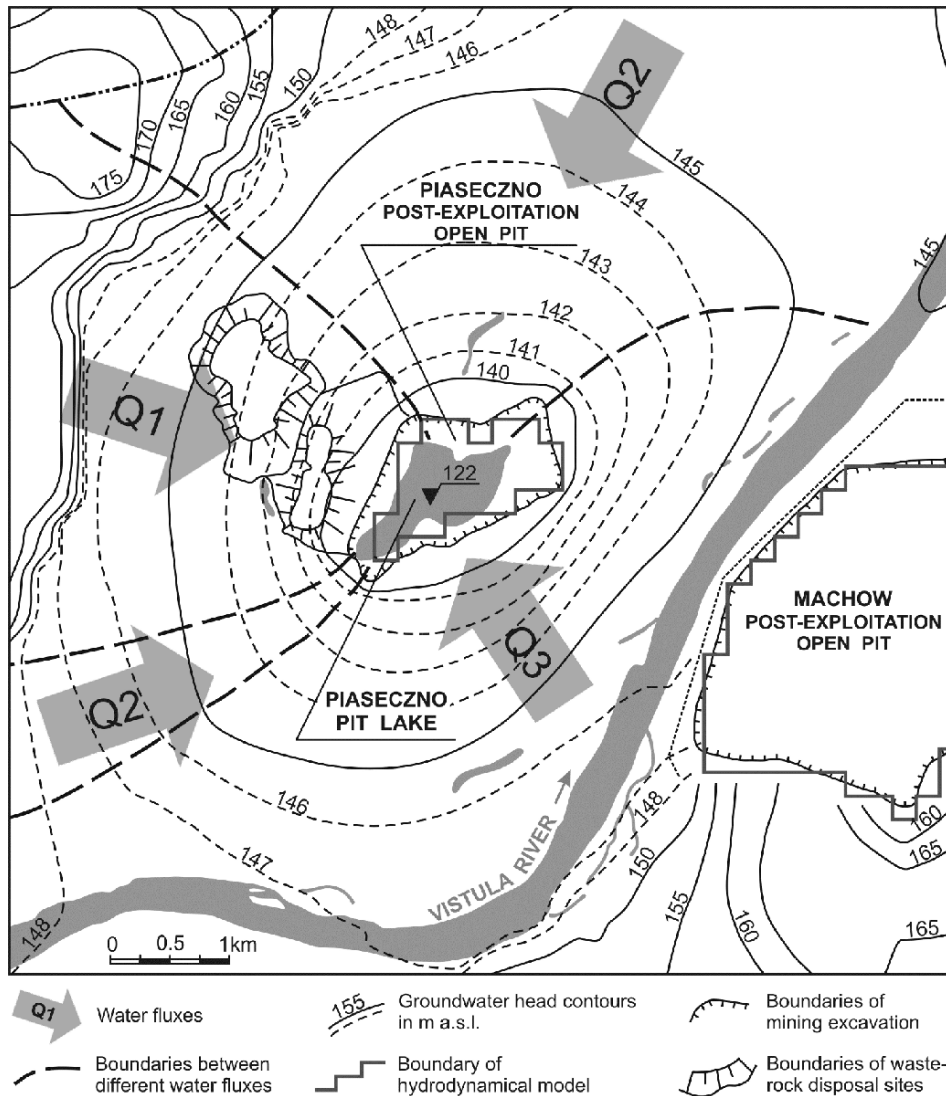 148
147
146
150
155
160
165
170
175
Q2
145
144
143
142
141
140
PIASECZNO
POST-EXPLOITATION
OPEN PIT
145
Q1
122
MACHOW
POST-EXPLOITATION
OPEN PIT
Q3
Q2
PIASECZNO
PIT LAKE
146
147
148
VISTULA RIVER
148
150
155
160
160
165
165
0 0.5 1km
Q1 Water fluxes
155 Groundwater head contours
in m a.s.l.
Boundaries of
mining excavation
Boundaries between
different water fluxes
Boundary of
hydrodynamical model
Boundaries of waste-
rock disposal sites